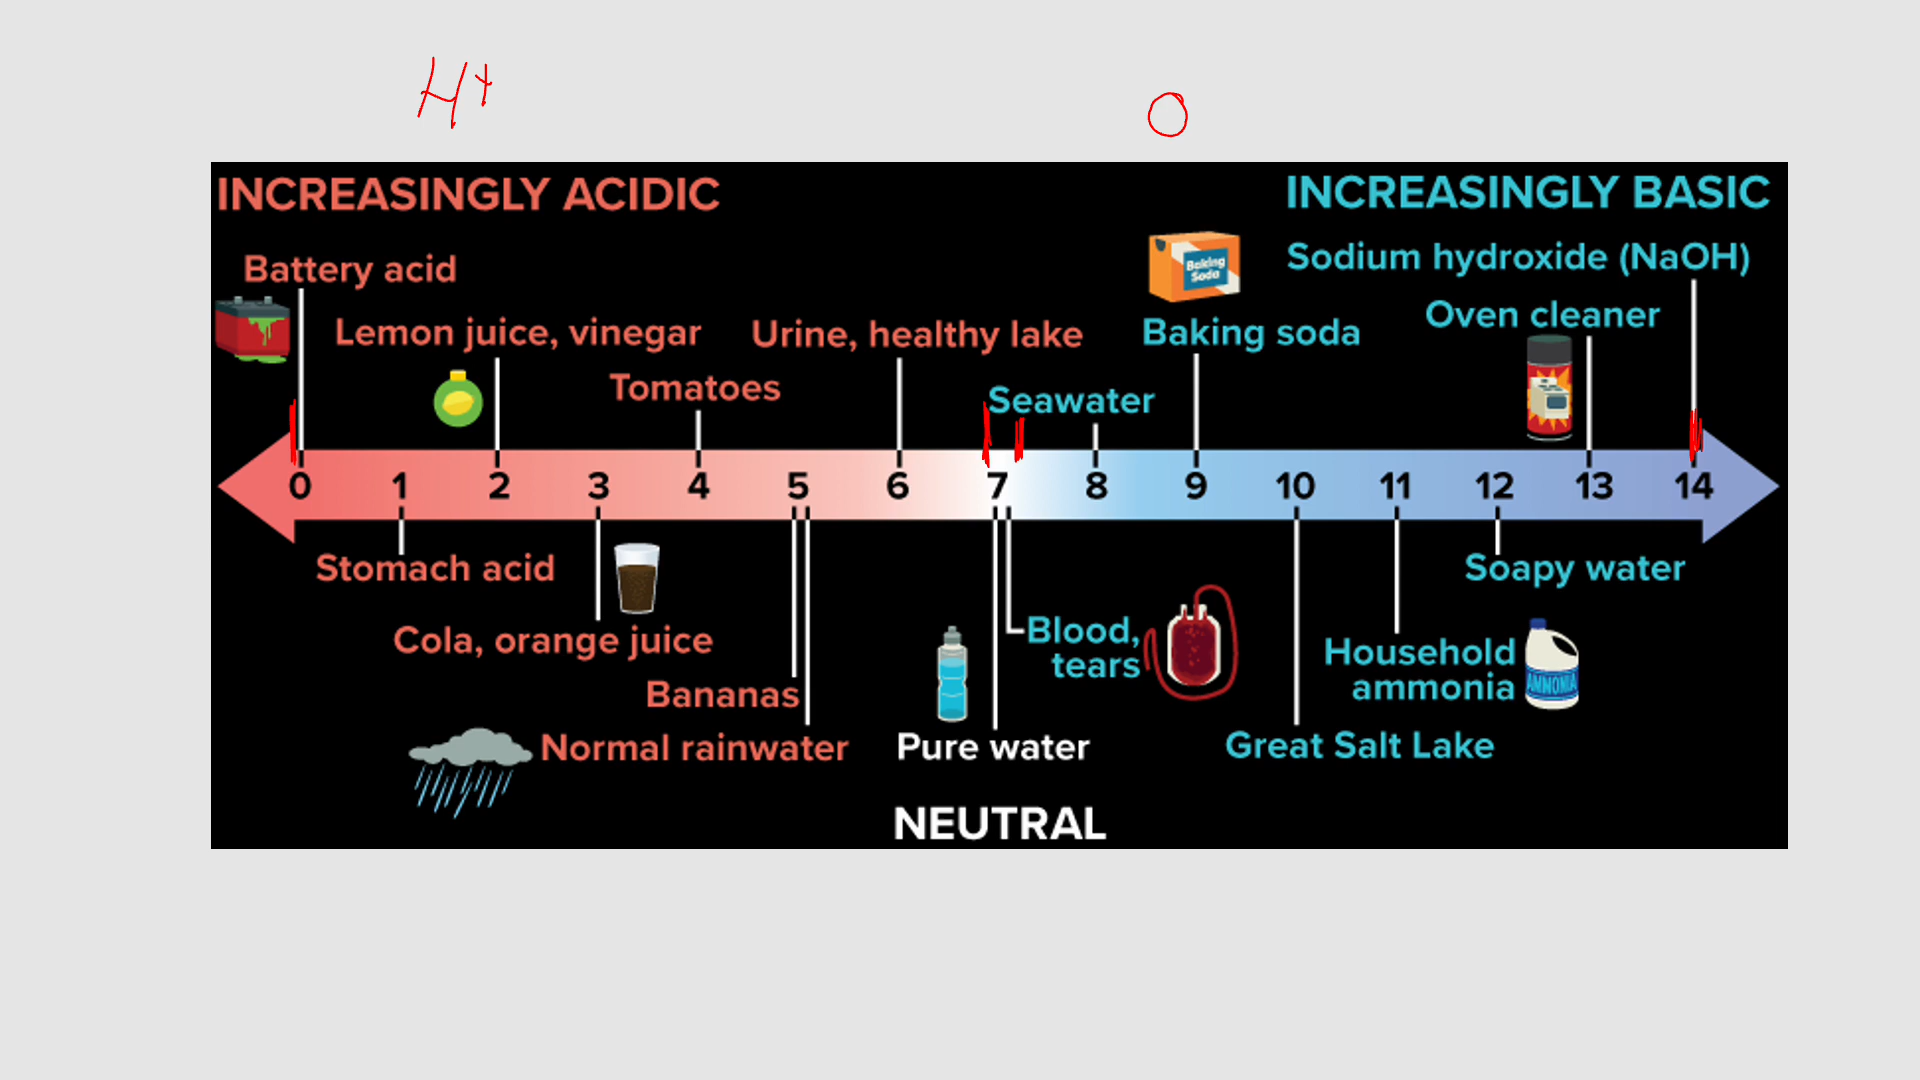 H+
O
INCREASINGLY ACIDIC
INCREASINGLY BASIC
Battery acid
Baking Soda
Sodium hydroxide (NaOH)
Lemon juice, vinegar
Urine, healthy lake
Baking soda
Oven cleaner
Tomatoes
Seawater
0 1 2 3 4 5 6 7 8 9 10 11 12 13 14
Stomach acid
Soapy water
Cola, orange juice
Blood,
tears
Household
ammonia
AMMONIA
Bananas
Normal rainwater
Pure water
Great Salt Lake
NEUTRAL